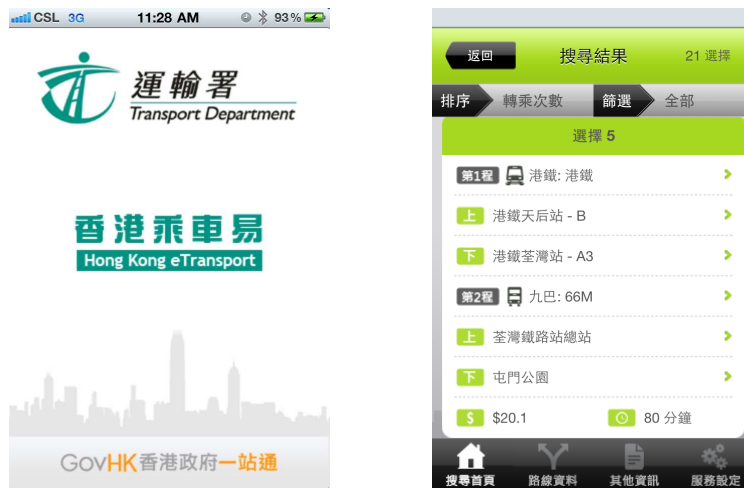 CSL 3G 11:28 AM 93%
運輸署
Transport Department
香港乘車易
Hong Kong eTransport
GovHK香港政府一站通
返回 搜尋結果 21 選擇
排序 轉乘次數 篩選 全部
選擇 5
第1程 港鐵: 港鐵
上 港鐵天后站 - B
下 港鐵荃灣站 - A3
第2程 九巴: 66M
上 荃灣鐵路站總站
下 屯門公園
$ $20.1 80 分鐘
搜尋首頁 路線資料 其他資訊 服務設定